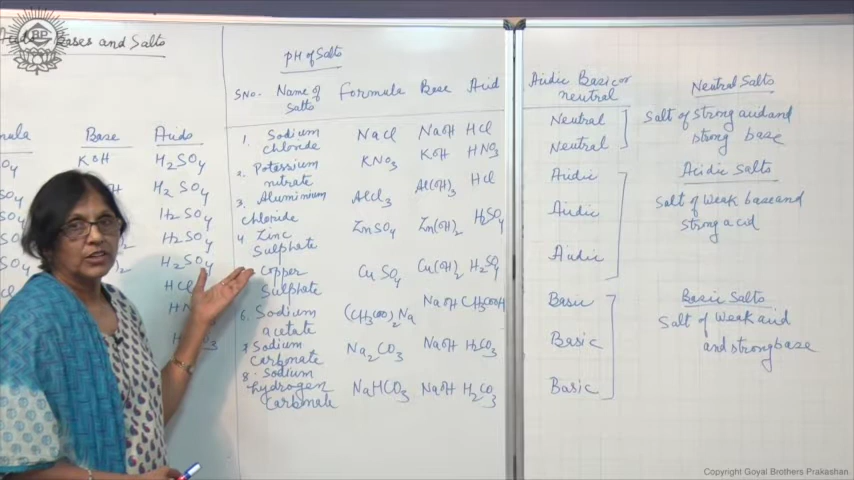 BP
Bases and Salts
Base
Acids
KOH
H2SO4
H2SO4
H2SO4
H2SO4
H2SO4
pH of Salts
SNO. Name of Salts Formula Base Acid
1. Sodium chloride NaCl NaOH HCl
2. Potassium nitrate KNO3 KOH HNO3
3. Aluminium chloride AlCl3 Al(OH)3 HCl
4 Zinc Sulphate ZnSO4 Zn(OH)2 H2SO4
Copper Sulphate CuSO4 Cu(OH)2 H2SO4
6. Sodium acetate (CH3COO)2Na NaOH CH3COOH
7 Sodium Carbonate Na2CO3 NaOH H2CO3
8. Sodium hydrogen Carbonate NaHCO3 NaOH H2CO3
Acidic Basic or
neutral
Neutral
Neutral
Acidic
Acidic
Acidic
Basic
Basic
Basic
Neutral Salts
Salt of Strong acid and
strong base
Acidic Salts
Salt of Weak base and
strong acid
Basic Salts
Salt of Weak acid
and strong base
Copyright Goyal Brothers Prakashan.